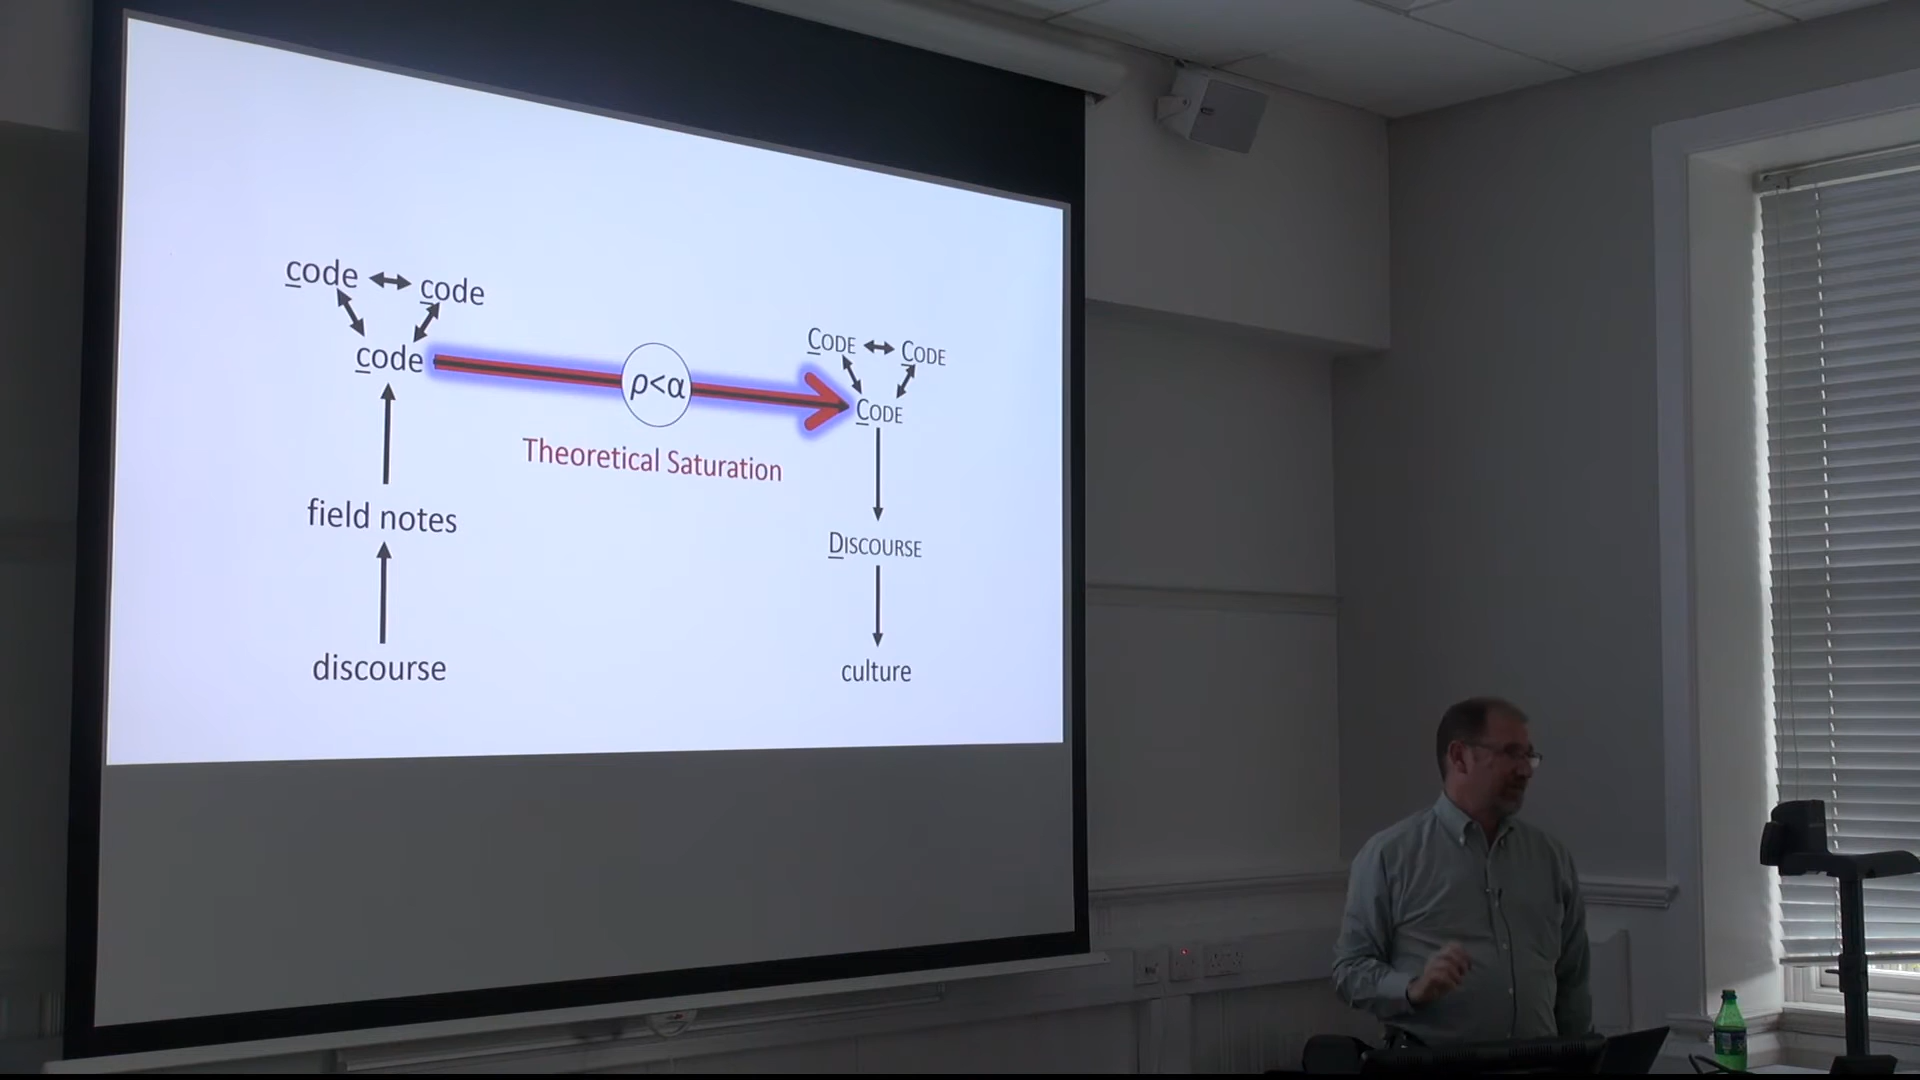 code ↔ code
code
ρ<α
Theoretical Saturation
field notes
discourse
CODE ↔ CODE
CODE
DISCOURSE
culture